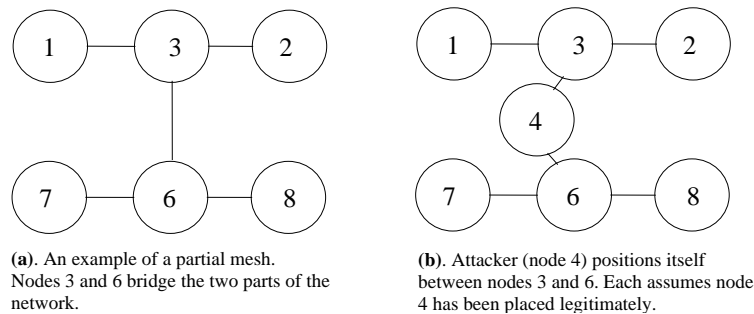 1 3 2
7 6 8
(a). An example of a partial mesh.
Nodes 3 and 6 bridge the two parts of the
network.
1 3 2
4
7 6 8
(b). Attacker (node 4) positions itself
between nodes 3 and 6. Each assumes node
4 has been placed legitimately.